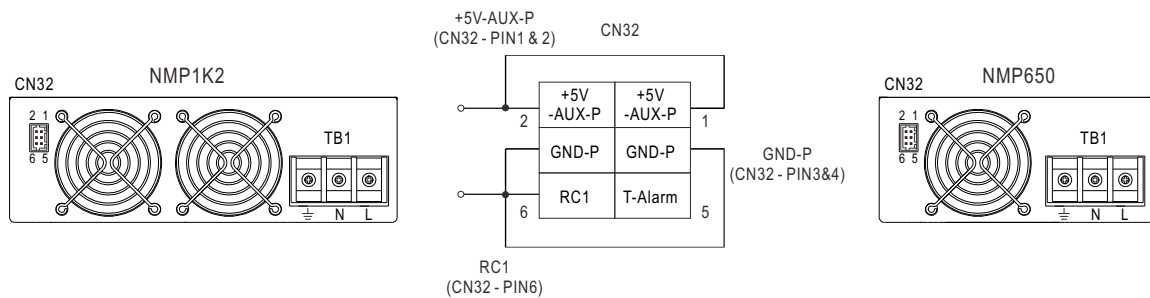 NMP1K2
CN32
2 1
6 5
TB1
N L
+5V-AUX-P
(CN32 - PIN1 & 2)
CN32
+5V
-AUX-P
+5V
-AUX-P
2
1
GND-P
GND-P
RC1
T-Alarm
6
5
GND-P
(CN32 - PIN3&4)
RC1
(CN32 - PIN6)
NMP650
CN32
2 1
6 5
TB1
N L